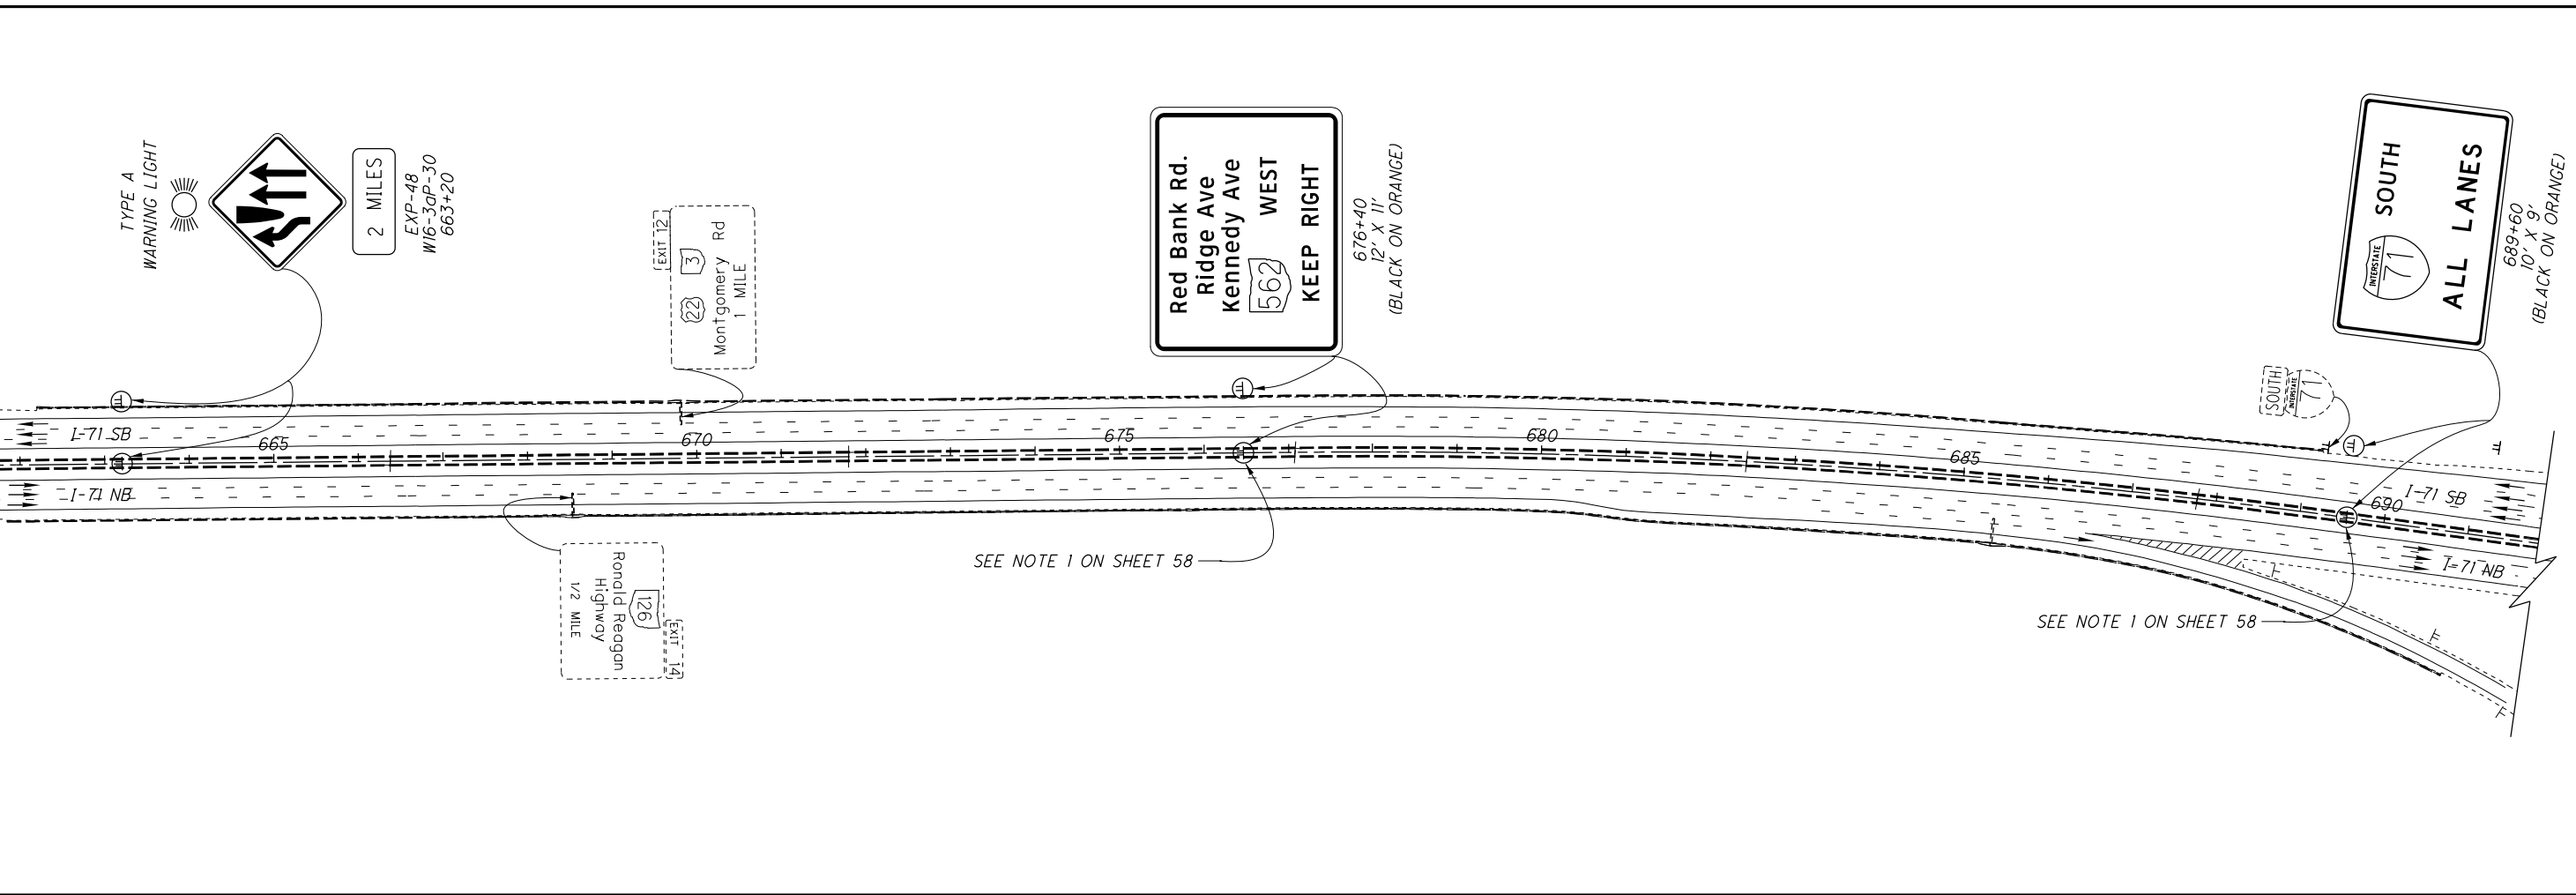 TYPE A
WARNING LIGHT
2 MILES
EXP-48
W16-3aP-30
663+20
EXIT 12
22 3
Montgomery Rd
1 MILE
Red Bank Rd.
Ridge Ave
Kennedy Ave
562 WEST
KEEP RIGHT
676+40
12' X 11'
(BLACK ON ORANGE)
INTERSTATE
71 SOUTH
ALL LANES
689+60
10' X 9'
(BLACK ON ORANGE)
SOUTH
INTERSTATE
71
I-71 SB
665
670
675
680
685
690
I-71 SB
I-71 NB
I-71 NB
SEE NOTE 1 ON SHEET 58
SEE NOTE 1 ON SHEET 58
EXIT 14
126
Ronald Reagan
Highway
1/2 MILE